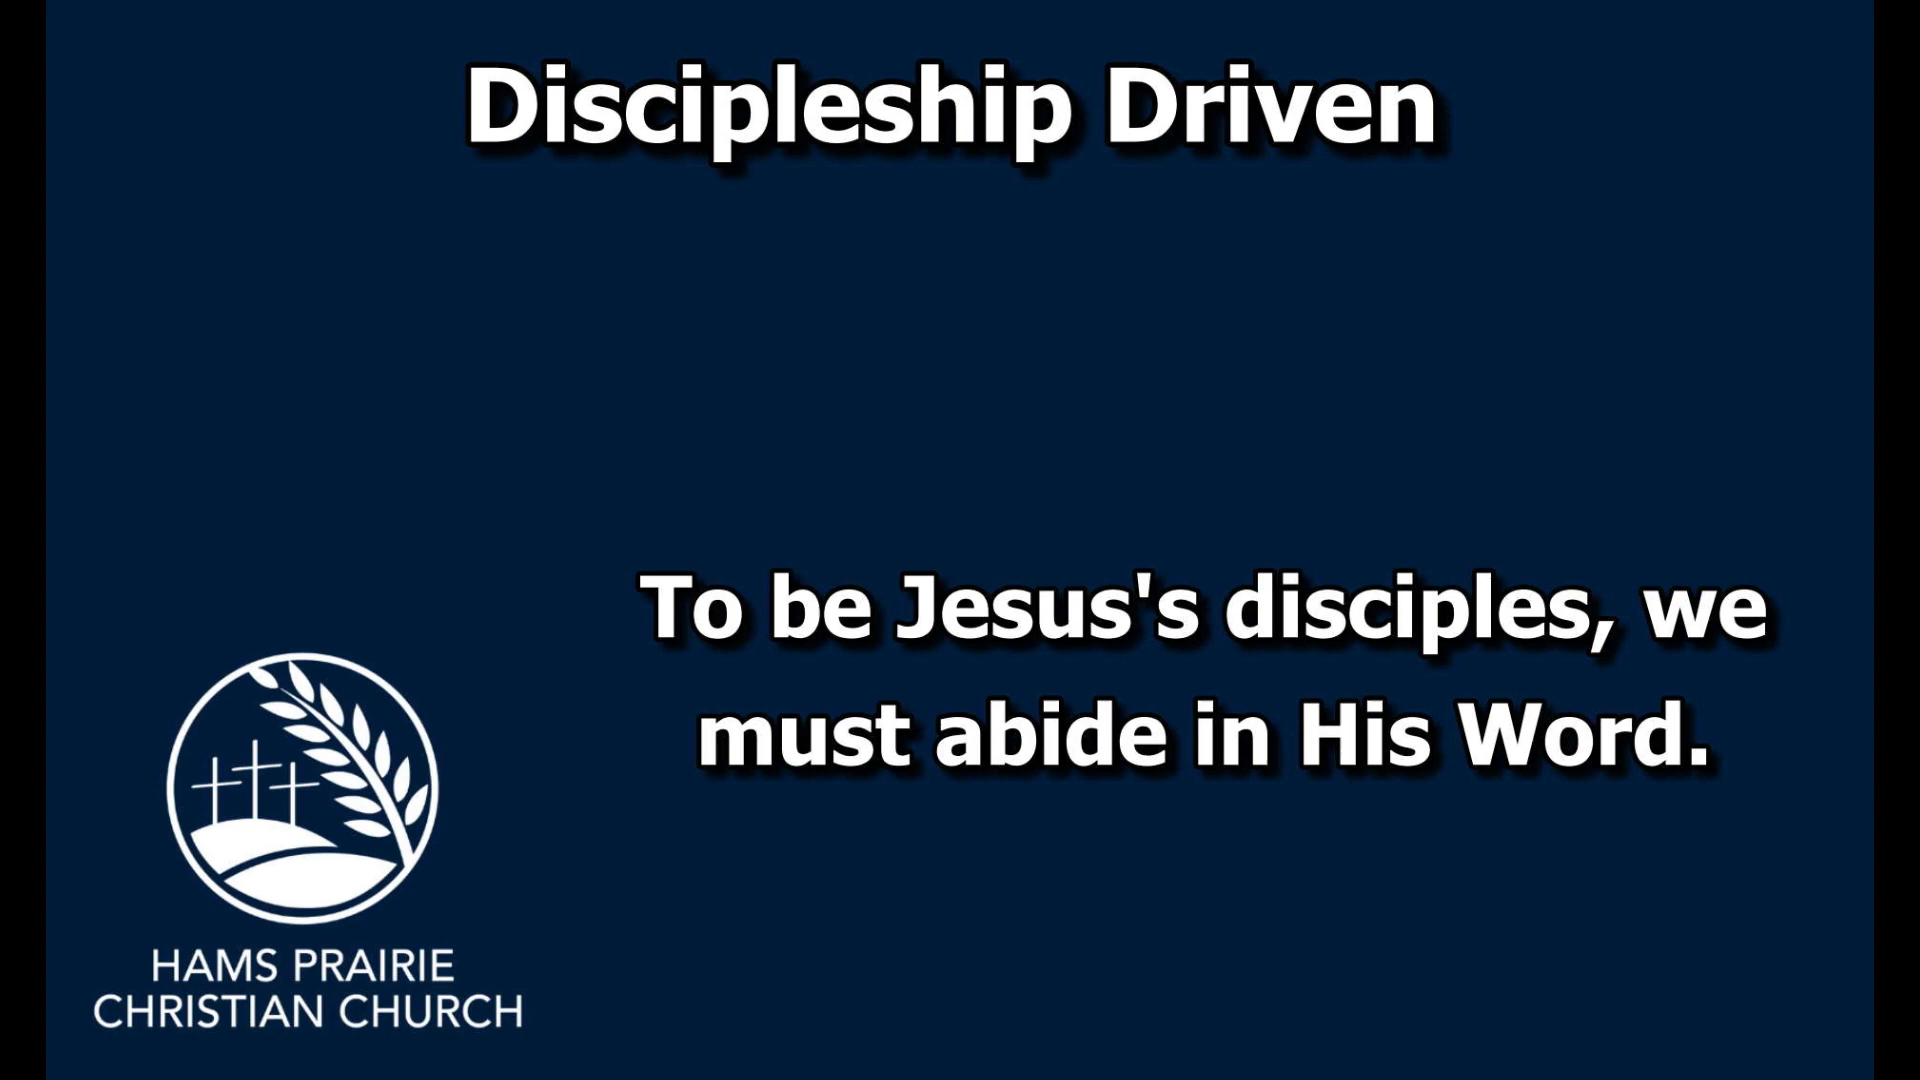 Discipleship Driven
To be Jesus's disciples, we
must abide in His Word.
HAMS PRAIRIE
CHRISTIAN CHURCH